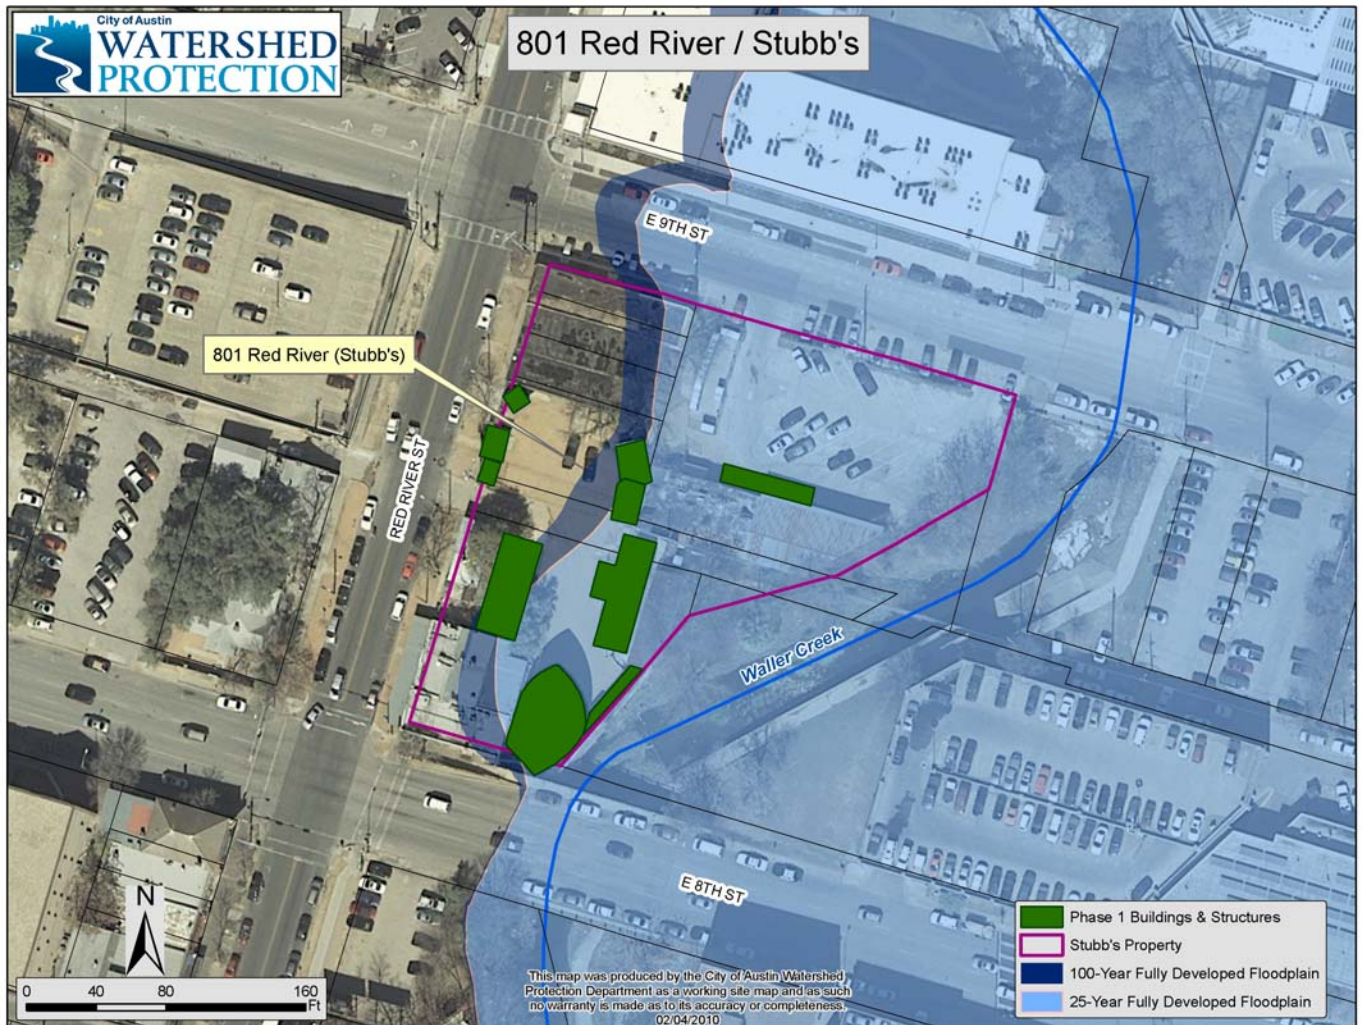 City of Austin
WATERSHED
PROTECTION
801 Red River / Stubb's
E 9TH ST
801 Red River (Stubb's)
RED RIVER ST
Waller Creek
E 8TH ST
N
0 40 80 160
Ft
This map was produced by the City of Austin Watershed
Protection Department as a working site map and as such
no warranty is made as to its accuracy or completeness.
02/04/2010
Phase 1 Buildings & Structures
Stubb's Property
100-Year Fully Developed Floodplain
25-Year Fully Developed Floodplain